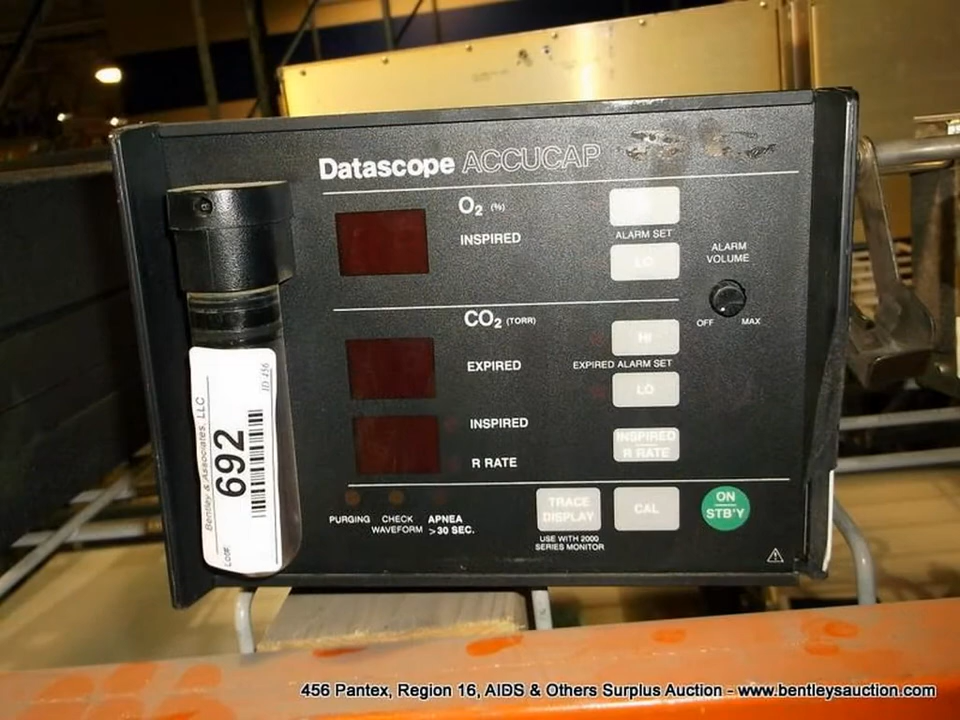 Datascope ACCUCAP
O2 (%)
INSPIRED
ALARM SET
LO
ALARM
VOLUME
OFF MAX
CO2 (TORR)
HI
EXPIRED
EXPIRED ALARM SET
LO
INSPIRED
INSPIRED
R RATE
R RATE
PURGING
CHECK
WAVEFORM
APNEA
>30 SEC.
TRACE
DISPLAY
USE WITH 2000
SERIES MONITOR
CAL
ON
STB'Y
Bentley & Associates, LLC
ID 456
692
456 Pantex, Region 16, AIDS & Others Surplus Auction - www.bentleysauction.com